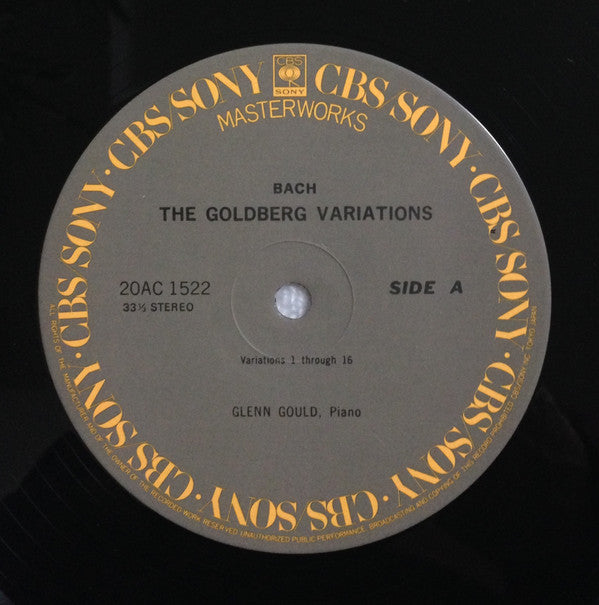 CBS
SONY
CBS/SONY · CBS/SONY · CBS/SONY · CBS SONY · CBS SONY · CBS SONY · CBS SONY · CBS SONY
MASTERWORKS
BACH
THE GOLDBERG VARIATIONS
20AC 1522
SIDE A
33⅓ STEREO
Variations 1 through 16
GLENN GOULD, Piano
ALL RIGHTS OF THE MANUFACTURER AND OF THE OWNER OF THE RECORDED WORK RESERVED. UNAUTHORIZED PUBLIC PERFORMANCE, BROADCASTING AND COPYING OF THIS RECORD PROHIBITED. CBS/SONY INC. TOKYO JAPAN